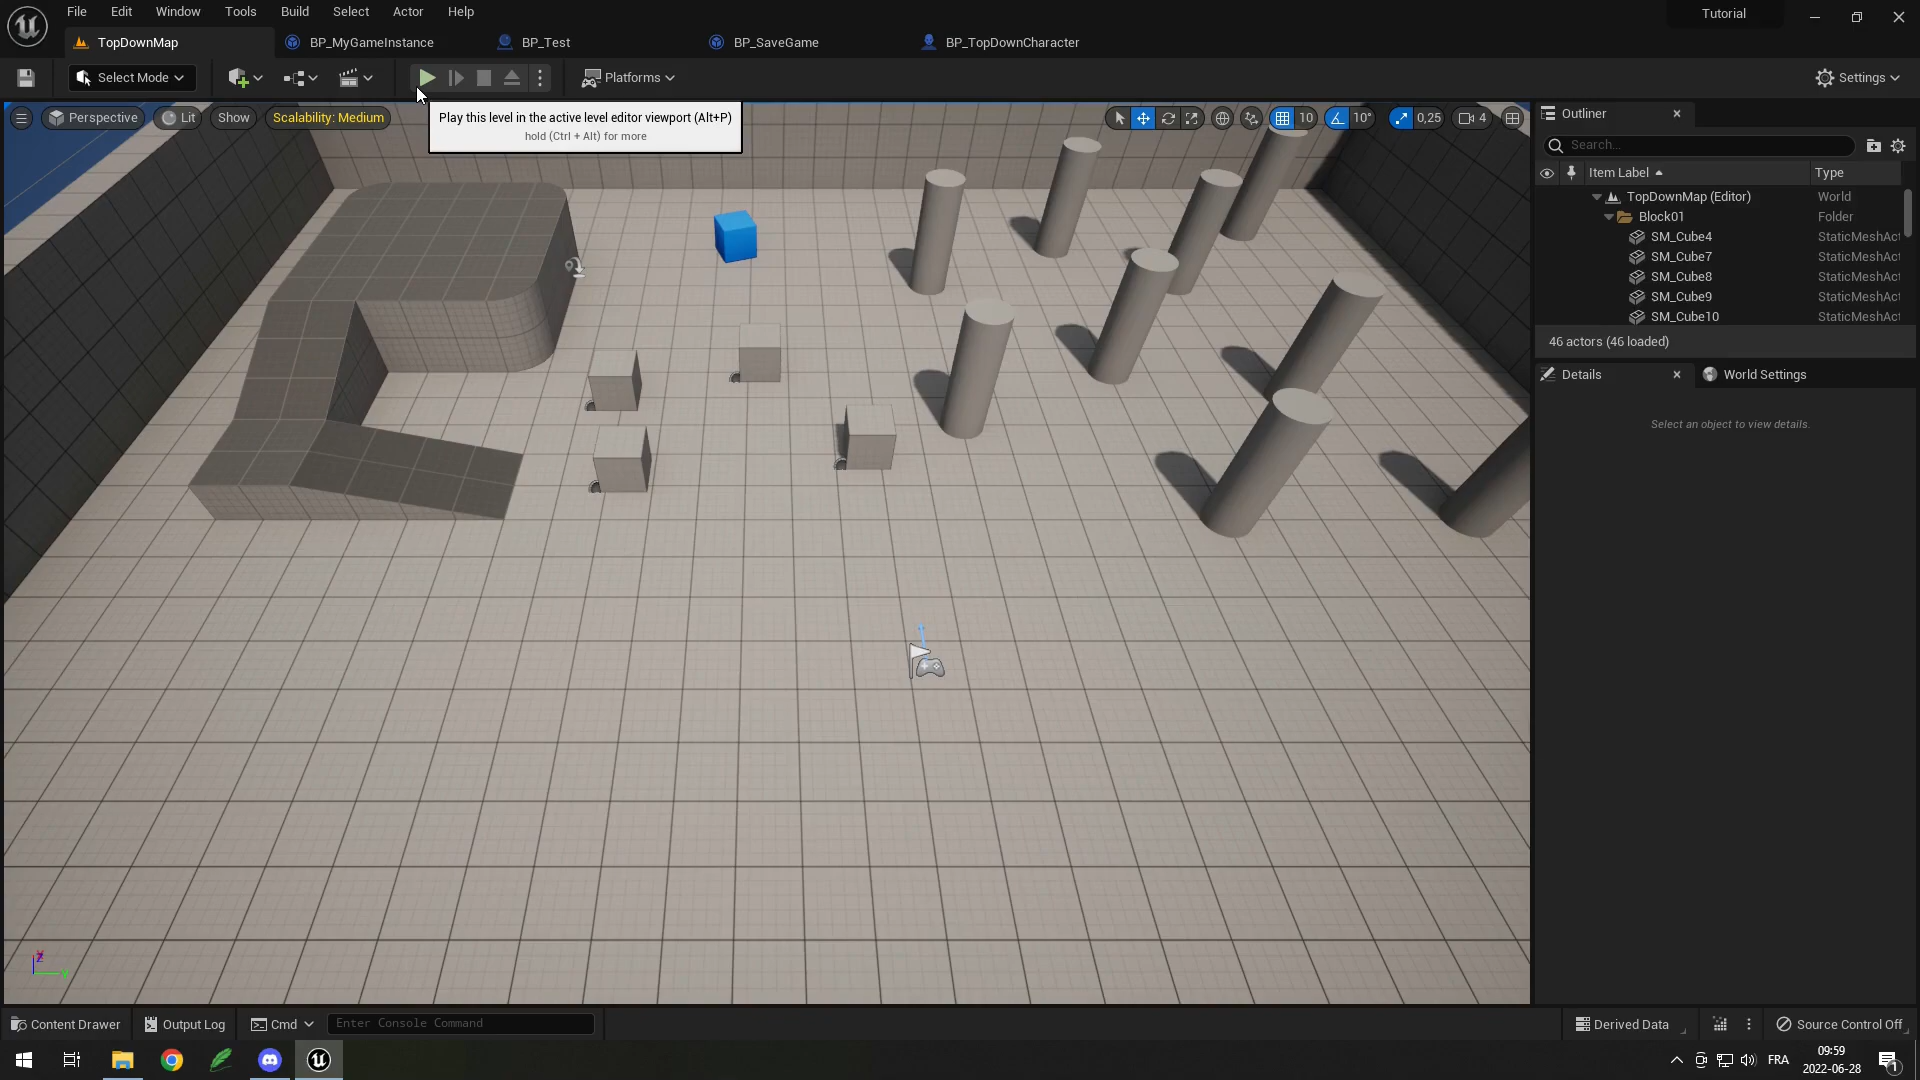 File Edit Window Tools Build Select Actor Help
Tutorial
TopDownMap BP_MyGameInstance BP_Test BP_SaveGame BP_TopDownCharacter
Select Mode Platforms Settings
Perspective Lit Show Scalability: Medium
Play this level in the active level editor viewport (Alt+P)
hold (Ctrl + Alt) for more
10 10° 0,25 4
Outliner
Search...
Item Label Type
TopDownMap (Editor) World
Block01 Folder
SM_Cube4 StaticMeshAct
SM_Cube7 StaticMeshAct
SM_Cube8 StaticMeshAct
SM_Cube9 StaticMeshAct
SM_Cube10 StaticMeshAct
46 actors (46 loaded)
Details World Settings
Select an object to view details.
Z
Y
Content Drawer Output Log Cmd Enter Console Command Derived Data Source Control Off
FRA
09:59
2022-06-28
1